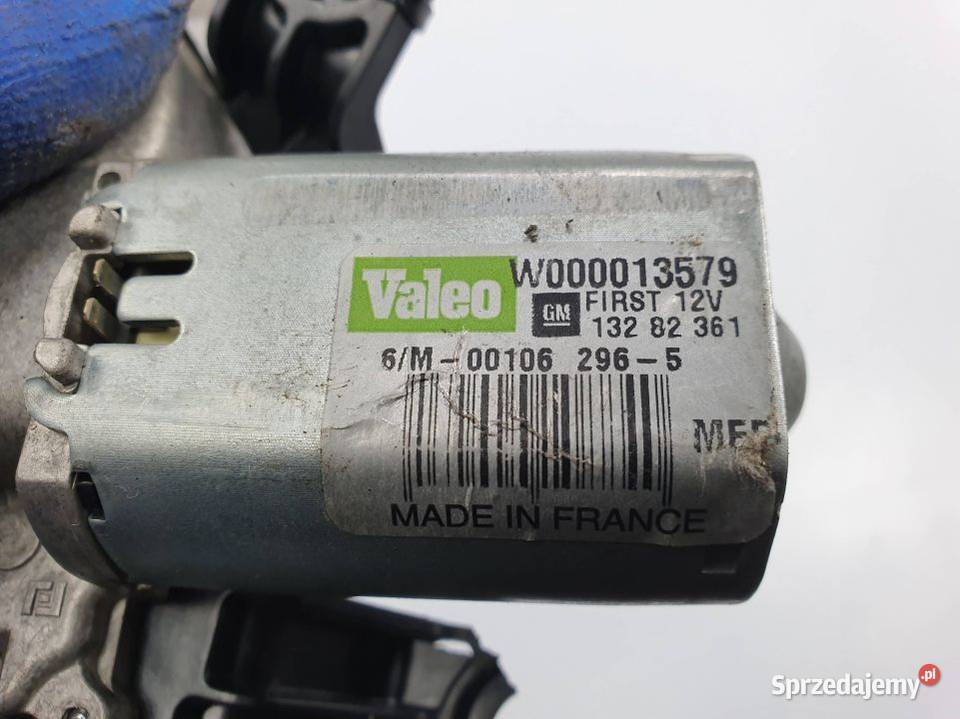 Valeo W000013579
GM FIRST 12V
132 82 361
6/M-00106 296-5
MADE IN FRANCE
Sprzedajemy.pl